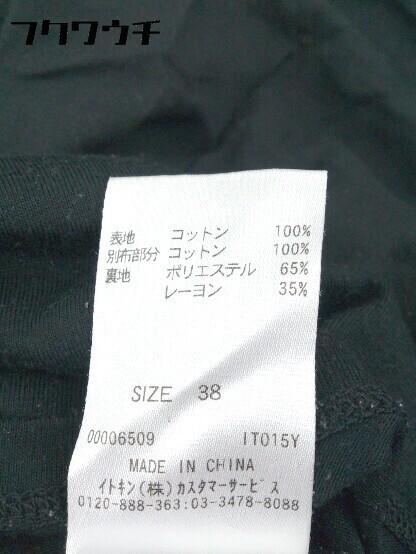 フクワウチ
表地 コットン 100%
別布部分 コットン 100%
裏地 ポリエステル 65%
レーヨン 35%
SIZE 38
00006509 IT015Y
MADE IN CHINA
イトキン(株)カスタマーサービス
0120-888-363:03-3478-8088